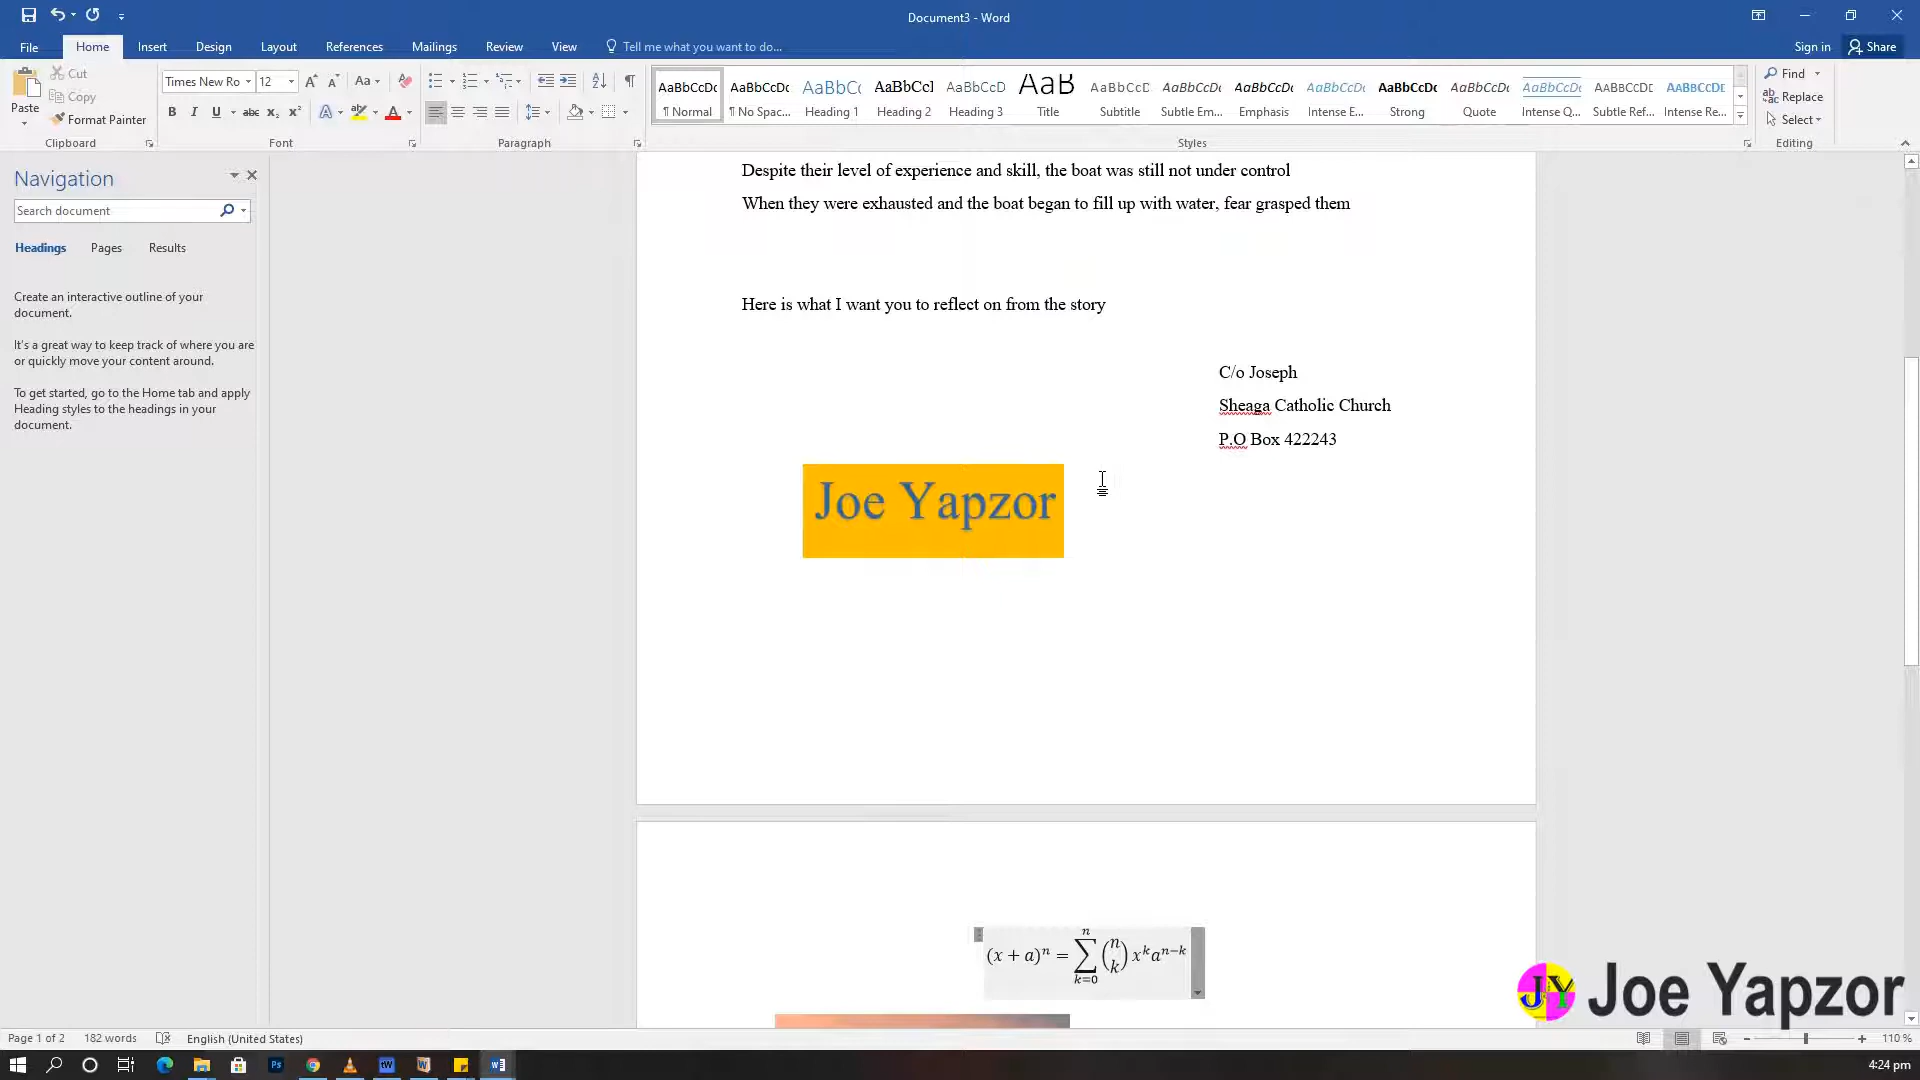 Document3 - Word
File Home Insert Design Layout References Mailings Review View Tell me what you want to do... Sign in Share
Paste
Cut
Copy
Format Painter
Clipboard
Times New Ro 12
Font
Paragraph
AaBbCcDc AaBbCcDc AaBbC( AaBbCcI AaBbCcD AaB AaBbCcD AaBbCcDc AaBbCcDc AaBbCcDc AaBbCcDc AaBbCcDc AaBbCcDc AABBCCDE AABBCCDE
¶ Normal ¶ No Spac... Heading 1 Heading 2 Heading 3 Title Subtitle Subtle Em... Emphasis Intense E... Strong Quote Intense Q... Subtle Ref... Intense Re...
Styles
Find
Replace
Select
Editing
Navigation
Search document
Headings Pages Results
Create an interactive outline of your
document.
It's a great way to keep track of where you are
or quickly move your content around.
To get started, go to the Home tab and apply
Heading styles to the headings in your
document.
Despite their level of experience and skill, the boat was still not under control
When they were exhausted and the boat began to fill up with water, fear grasped them
Here is what I want you to reflect on from the story
C/o Joseph
Sheaga Catholic Church
P.O Box 422243
Joe Yapzor
(x + a)^n = ∑_{k=0}^{n} (n k) x^k a^{n−k}
JY Joe Yapzor
Page 1 of 2 182 words English (United States) 110 %
4:24 pm